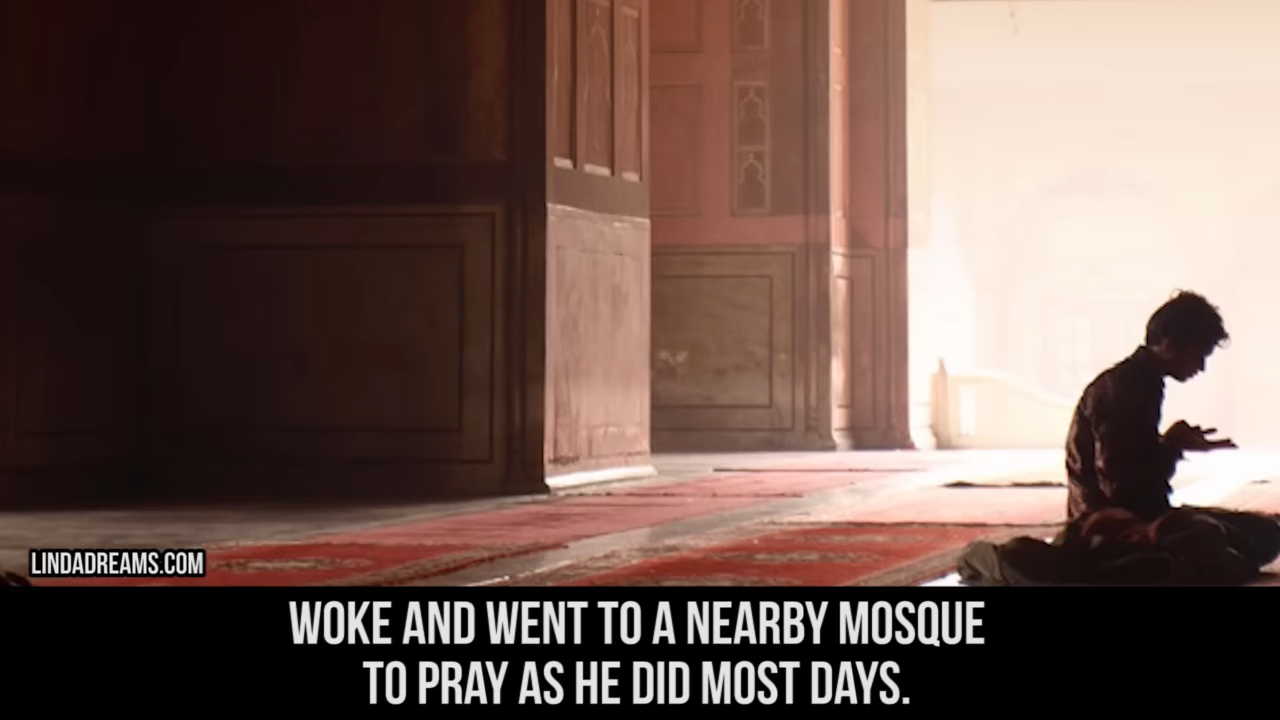 LINDADREAMS.COM
WOKE AND WENT TO A NEARBY MOSQUE
TO PRAY AS HE DID MOST DAYS.